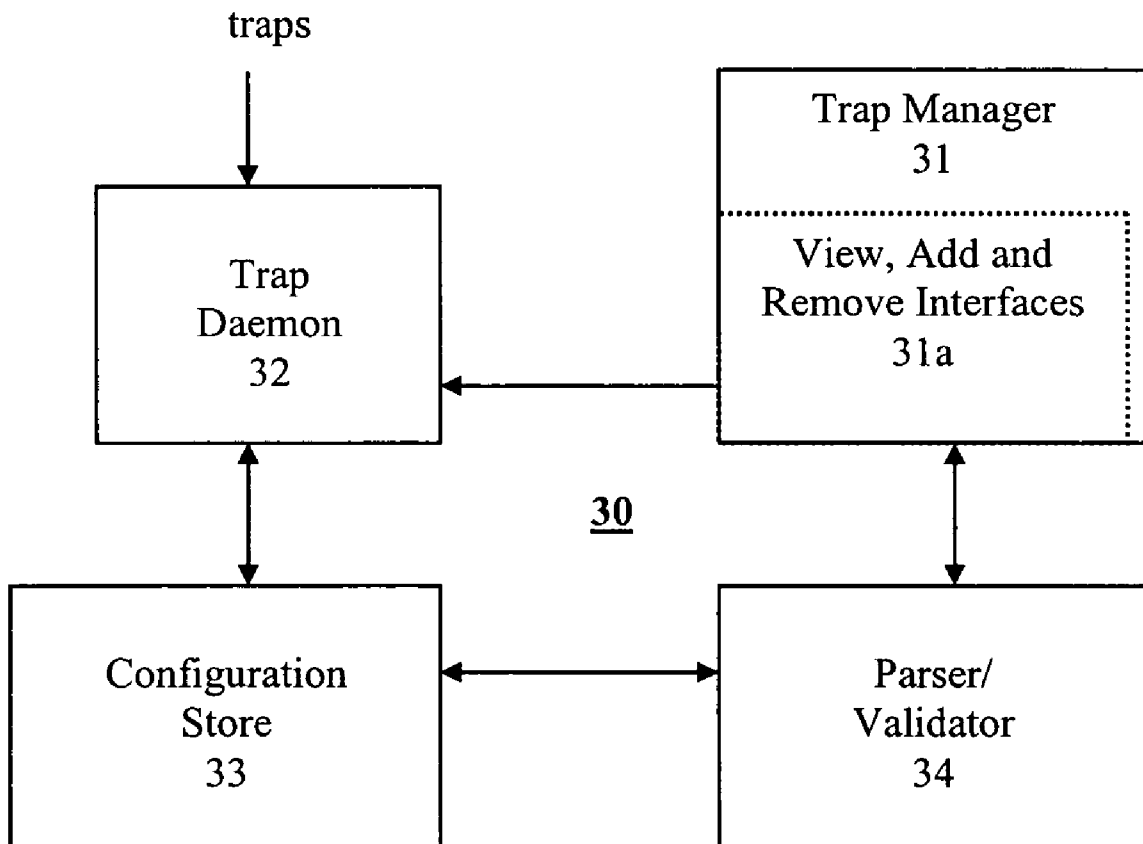 traps
Trap Manager
31
View, Add and
Remove Interfaces
31a
Trap
Daemon
32
30
Configuration
Store
33
Parser/
Validator
34